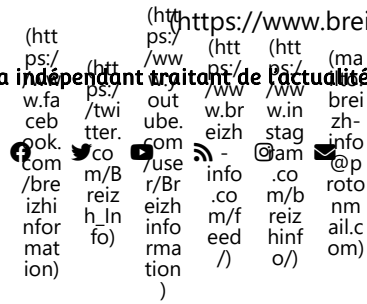 (https://www.brei
a indépendant traitant de l'actualité
(htt
ps:/
/ww
w.fa
ceb
ook.
com
/bre
izhi
nfor
mat
ion)
(htt
ps:/
/twi
tter.
co
m/B
reiz
h_In
fo)
(htt
ps:/
/ww
w.y
out
ube.
com
/use
r/Br
eizh
info
rma
tion
)
(htt
ps:/
/ww
w.br
eizh
-
info
.co
m/f
eed
/)
(htt
ps:/
/ww
w.in
stag
ram
.co
m/b
reiz
hinf
o/)
(ma
ilto:
brei
zh-
info
@p
roto
nm
ail.c
om)